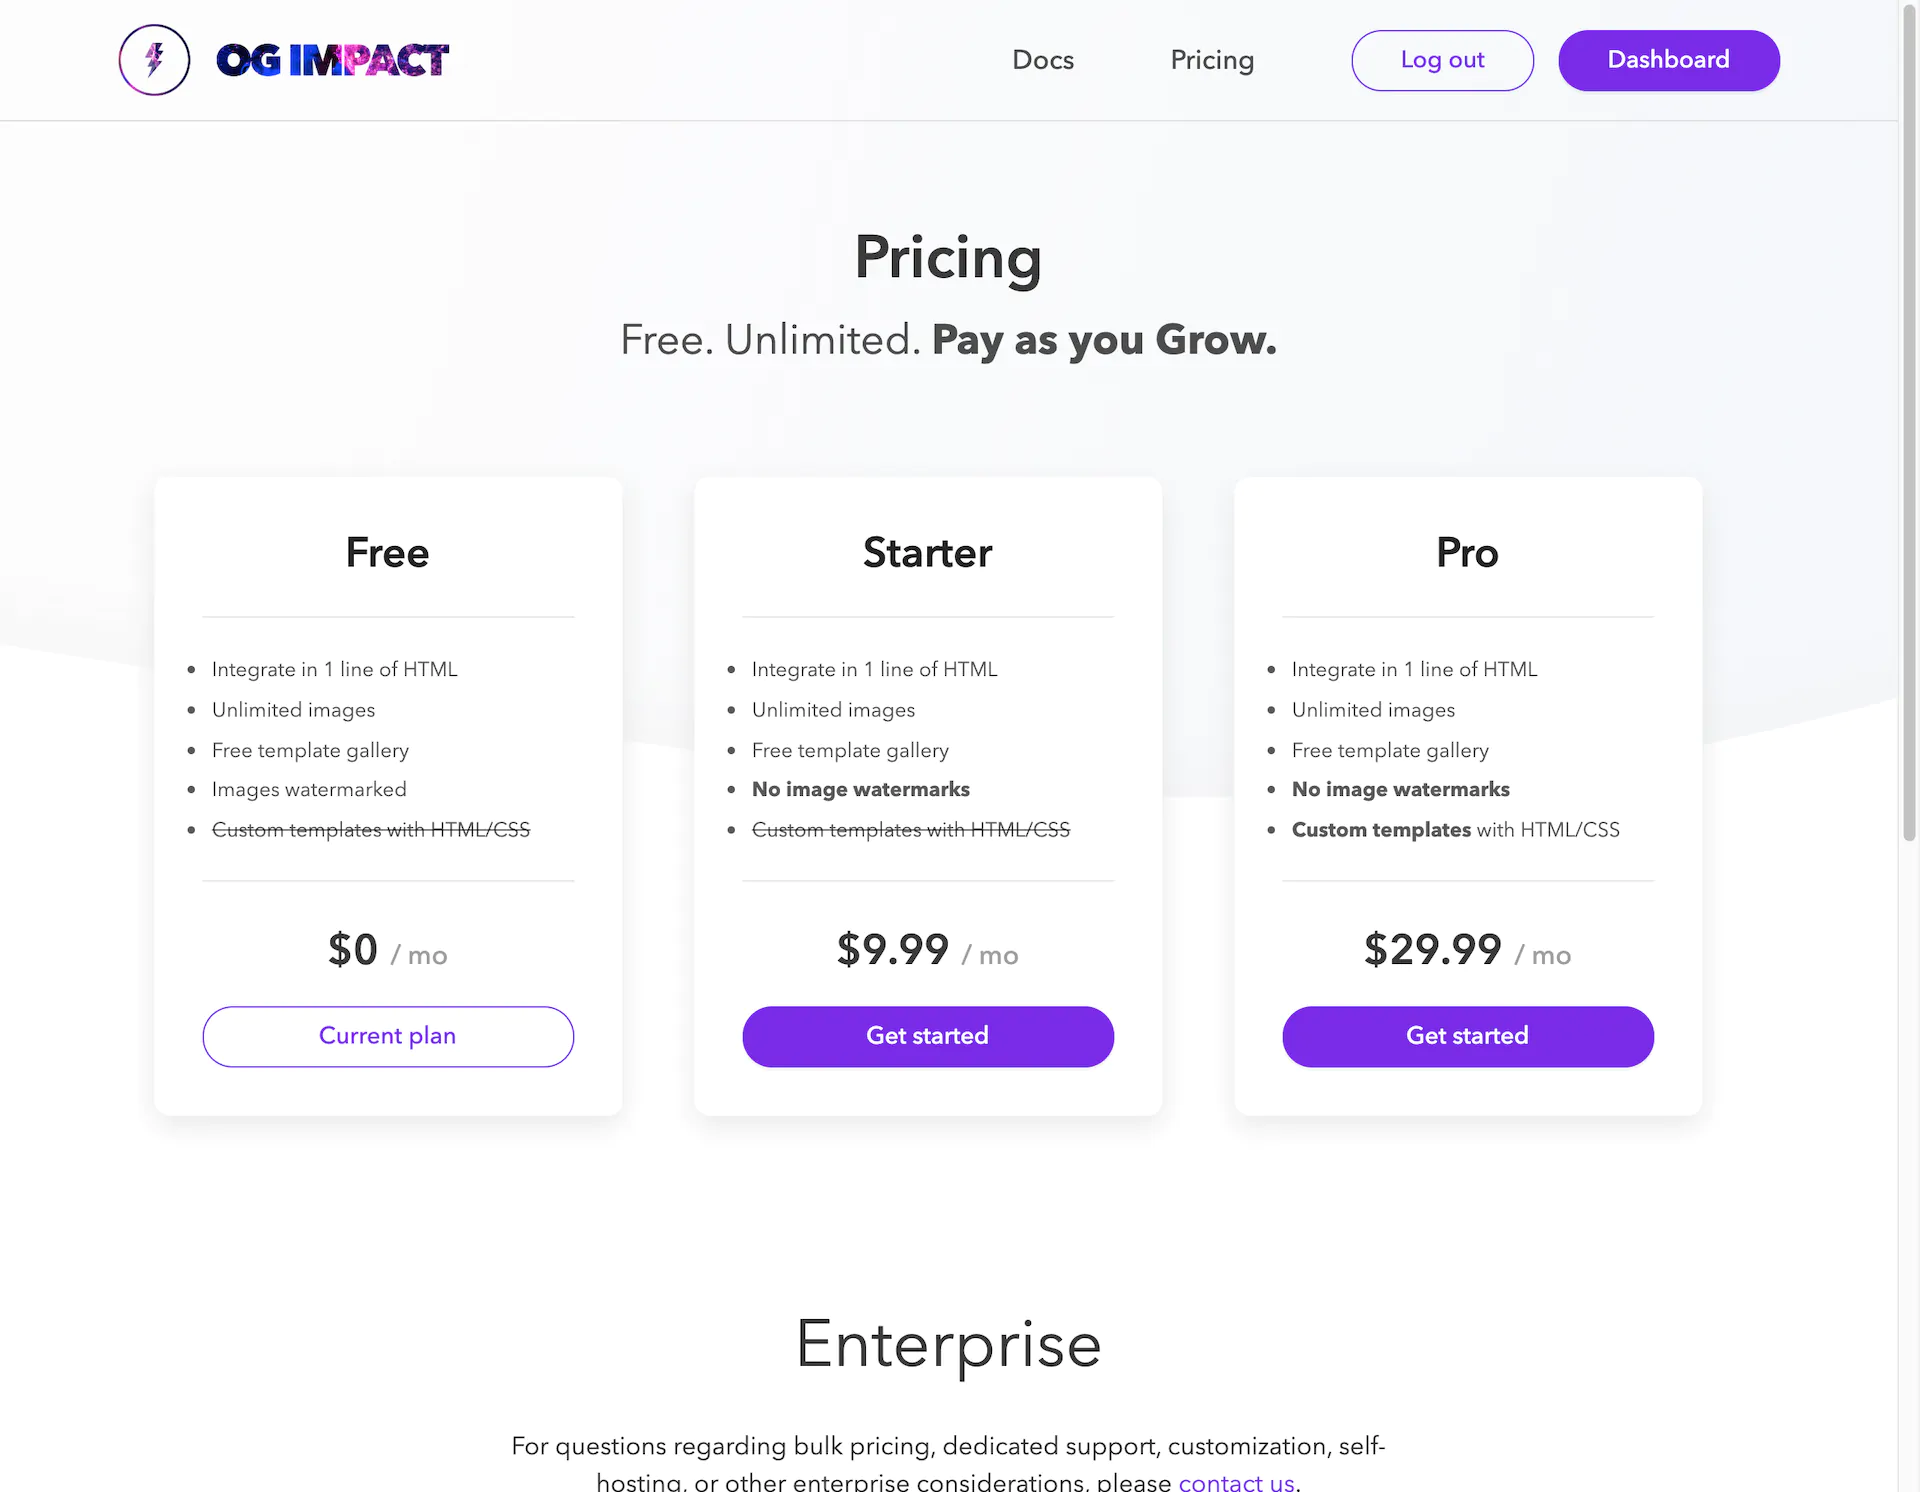 OG IMPACT
Docs
Pricing
Log out
Dashboard
Pricing
Free. Unlimited. Pay as you Grow.
Free
Integrate in 1 line of HTML
Unlimited images
Free template gallery
Images watermarked
Custom templates with HTML/CSS
$0 / mo
Current plan
Starter
Integrate in 1 line of HTML
Unlimited images
Free template gallery
No image watermarks
Custom templates with HTML/CSS
$9.99 / mo
Get started
Pro
Integrate in 1 line of HTML
Unlimited images
Free template gallery
No image watermarks
Custom templates with HTML/CSS
$29.99 / mo
Get started
Enterprise
For questions regarding bulk pricing, dedicated support, customization, self-
hosting, or other enterprise considerations, please contact us.